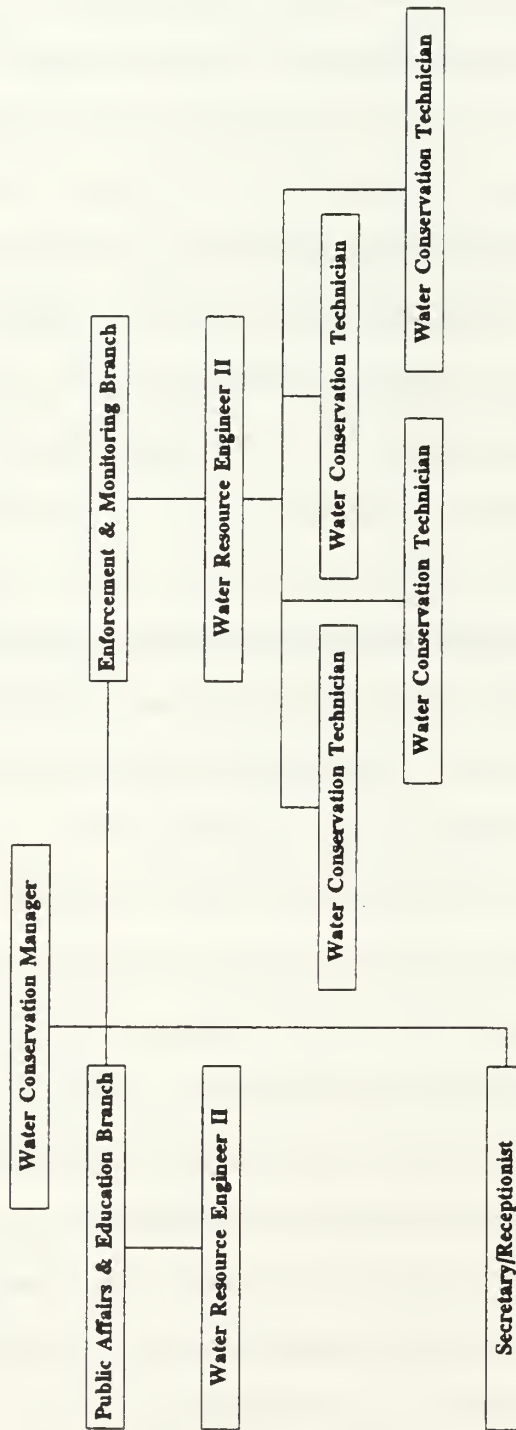 Water Conservation Manager
Public Affairs & Education Branch
Enforcement & Monitoring Branch
Water Resource Engineer II
Water Resource Engineer II
Water Conservation Technician
Water Conservation Technician
Water Conservation Technician
Water Conservation Technician
Secretary/Receptionist